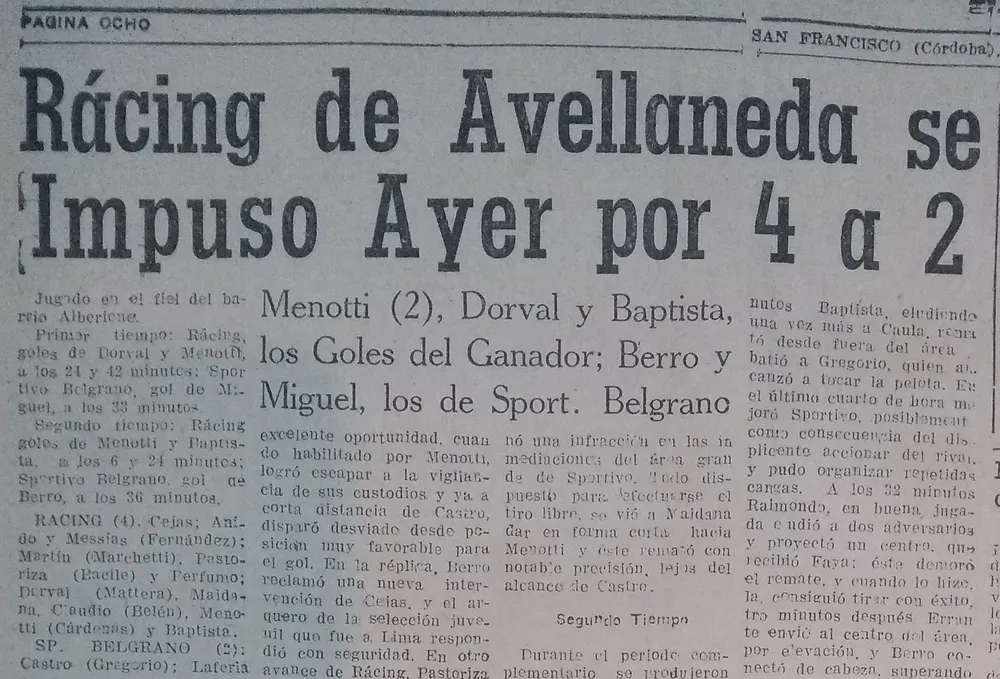 PAGINA OCHO
SAN FRANCISCO (Córdoba),
Rácing de Avellaneda se
Impuso Ayer por 4 a 2
Menotti (2), Dorval y Baptista,
los Goles del Ganador; Berro y
Miguel, los de Sport. Belgrano
Jugado en el fiel del ba-
rrio Alberione.
Primer tiempo: Rácing,
goles de Dorval y Menotti,
a los 24 y 42 minutos; Spor
tivo Belgrano, gol de Mi-
guel, a los 33 minutos
Segundo tiempo: Rácing
goles de Menotti y Baptis-
ta, a los 6 y 24 minutos;
Sportivo Belgrano, gol de
Berro, a los 36 minutos.
RACING (4). Cejas; Ani-
do y Messias (Fernández);
Martín (Marchetti), Pasto-
riza (Bacile) y Perfumo;
Dorval (Mattera), Maida-
na, Claudio (Belén), Meno-
tti (Cárdenas) y Baptista.
SP. BELGRANO (2):
Castro (Gregorio); Laferia
excelente oportunidad, cuan
do habilitado por Menotti,
logró escapar a la vigilan-
cia de sus custodios y ya a
corta distancia de Castro,
disparó desviado desde po-
sición muy favorable para
el gol. En la réplica, Berro
reclamó una nueva inter-
vención de Cejas, y el ar-
quero de la selección juve-
nil que fue a Lima respon-
dió con seguridad. En otro
avance de Rácing, Pastoriza
nó una infracción en las in
mediaciones del área gran
de de Sportivo. Todo dis-
puesto para efectuarse el
tiro libre, se vió a Maidana
dar en forma corta hacia
Menotti y éste remató con
notable precisión, lejos del
alcance de Castro.
Segundo Tiempo
Durante el período com-
plementario se produjeron
nutos Baptista, eludiendo
una vez más a Caula, rema
tó desde fuera del área
batió a Gregorio, quien al-
canzó a tocar la pelota. En
el último cuarto de hora me
joró Sportivo, posiblement
como consecuencia del dis-
plicente accionar del rival,
y pudo organizar repetidas
cargas. A los 32 minutos
Raimondo, en buena juga-
da eludió a dos adversarios
y proyectó un centro, que
recibió Faya; éste demoró
el remate, y cuando lo hizo,
la, consiguió tirar con éxito,
tro minutos después Erran
te envió al centro del área,
por elevación, y Berro co-
nectó de cabeza, superando